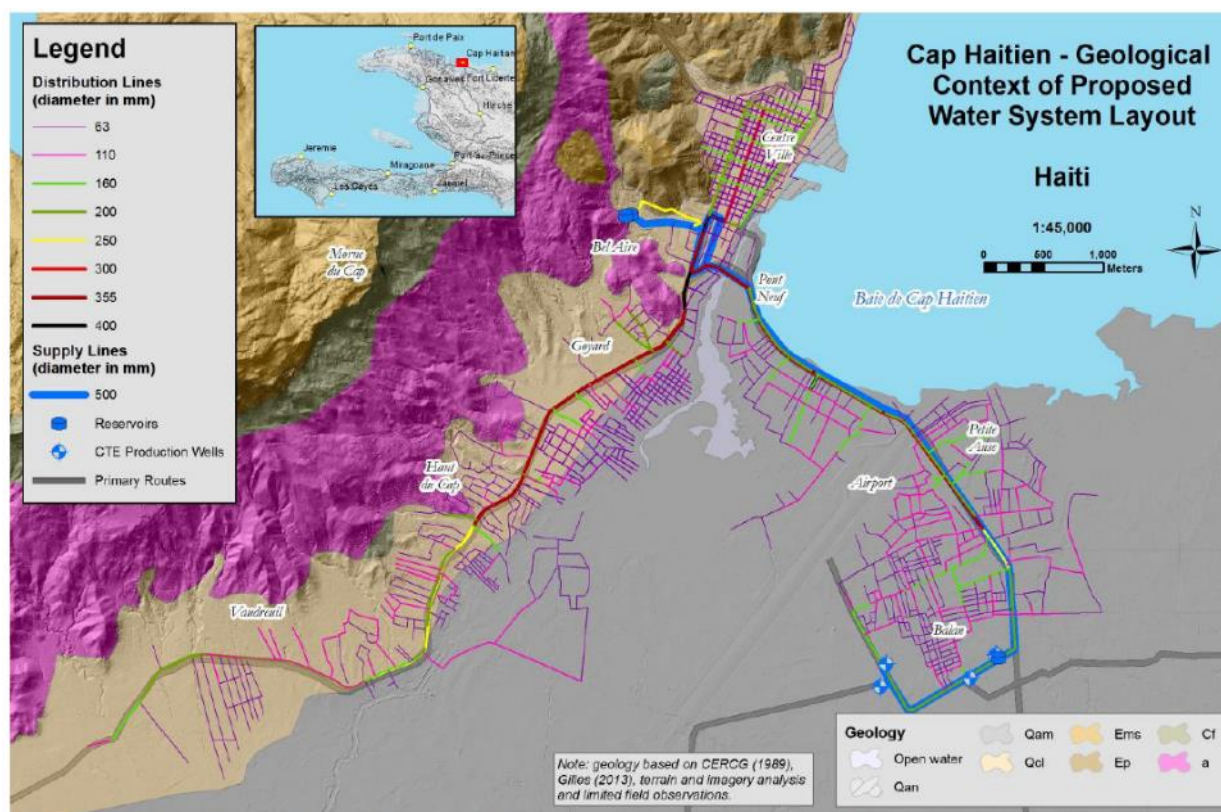 Legend
Distribution Lines
(diameter in mm)
63
110
160
200
250
300
355
400
Supply Lines
(diameter in mm)
500
Reservoirs
CTE Production Wells
Primary Routes
Port de Paix
Cap Haitian
Gonaives
Fort Liberte
Hinche
Jeremie
Miragoane
Port-au-Prince
Les Cayes
Jacmel
Cap Haitien - Geological
Context of Proposed
Water System Layout
Haiti
1:45,000
0 500 1,000
Meters
N
Centre
Ville
Bel Aire
Morne
du Cap
Pont
Neuf
Baie de Cap Haitien
Goyard
Haut
du Cap
Petite
Anse
Airport
Vaudreuil
Balan
Note: geology based on CERCG (1989),
Gilles (2013), terrain and imagery analysis
and limited field observations.
Geology
Open water
Qan
Qam
Qcl
Ems
Ep
Cf
a